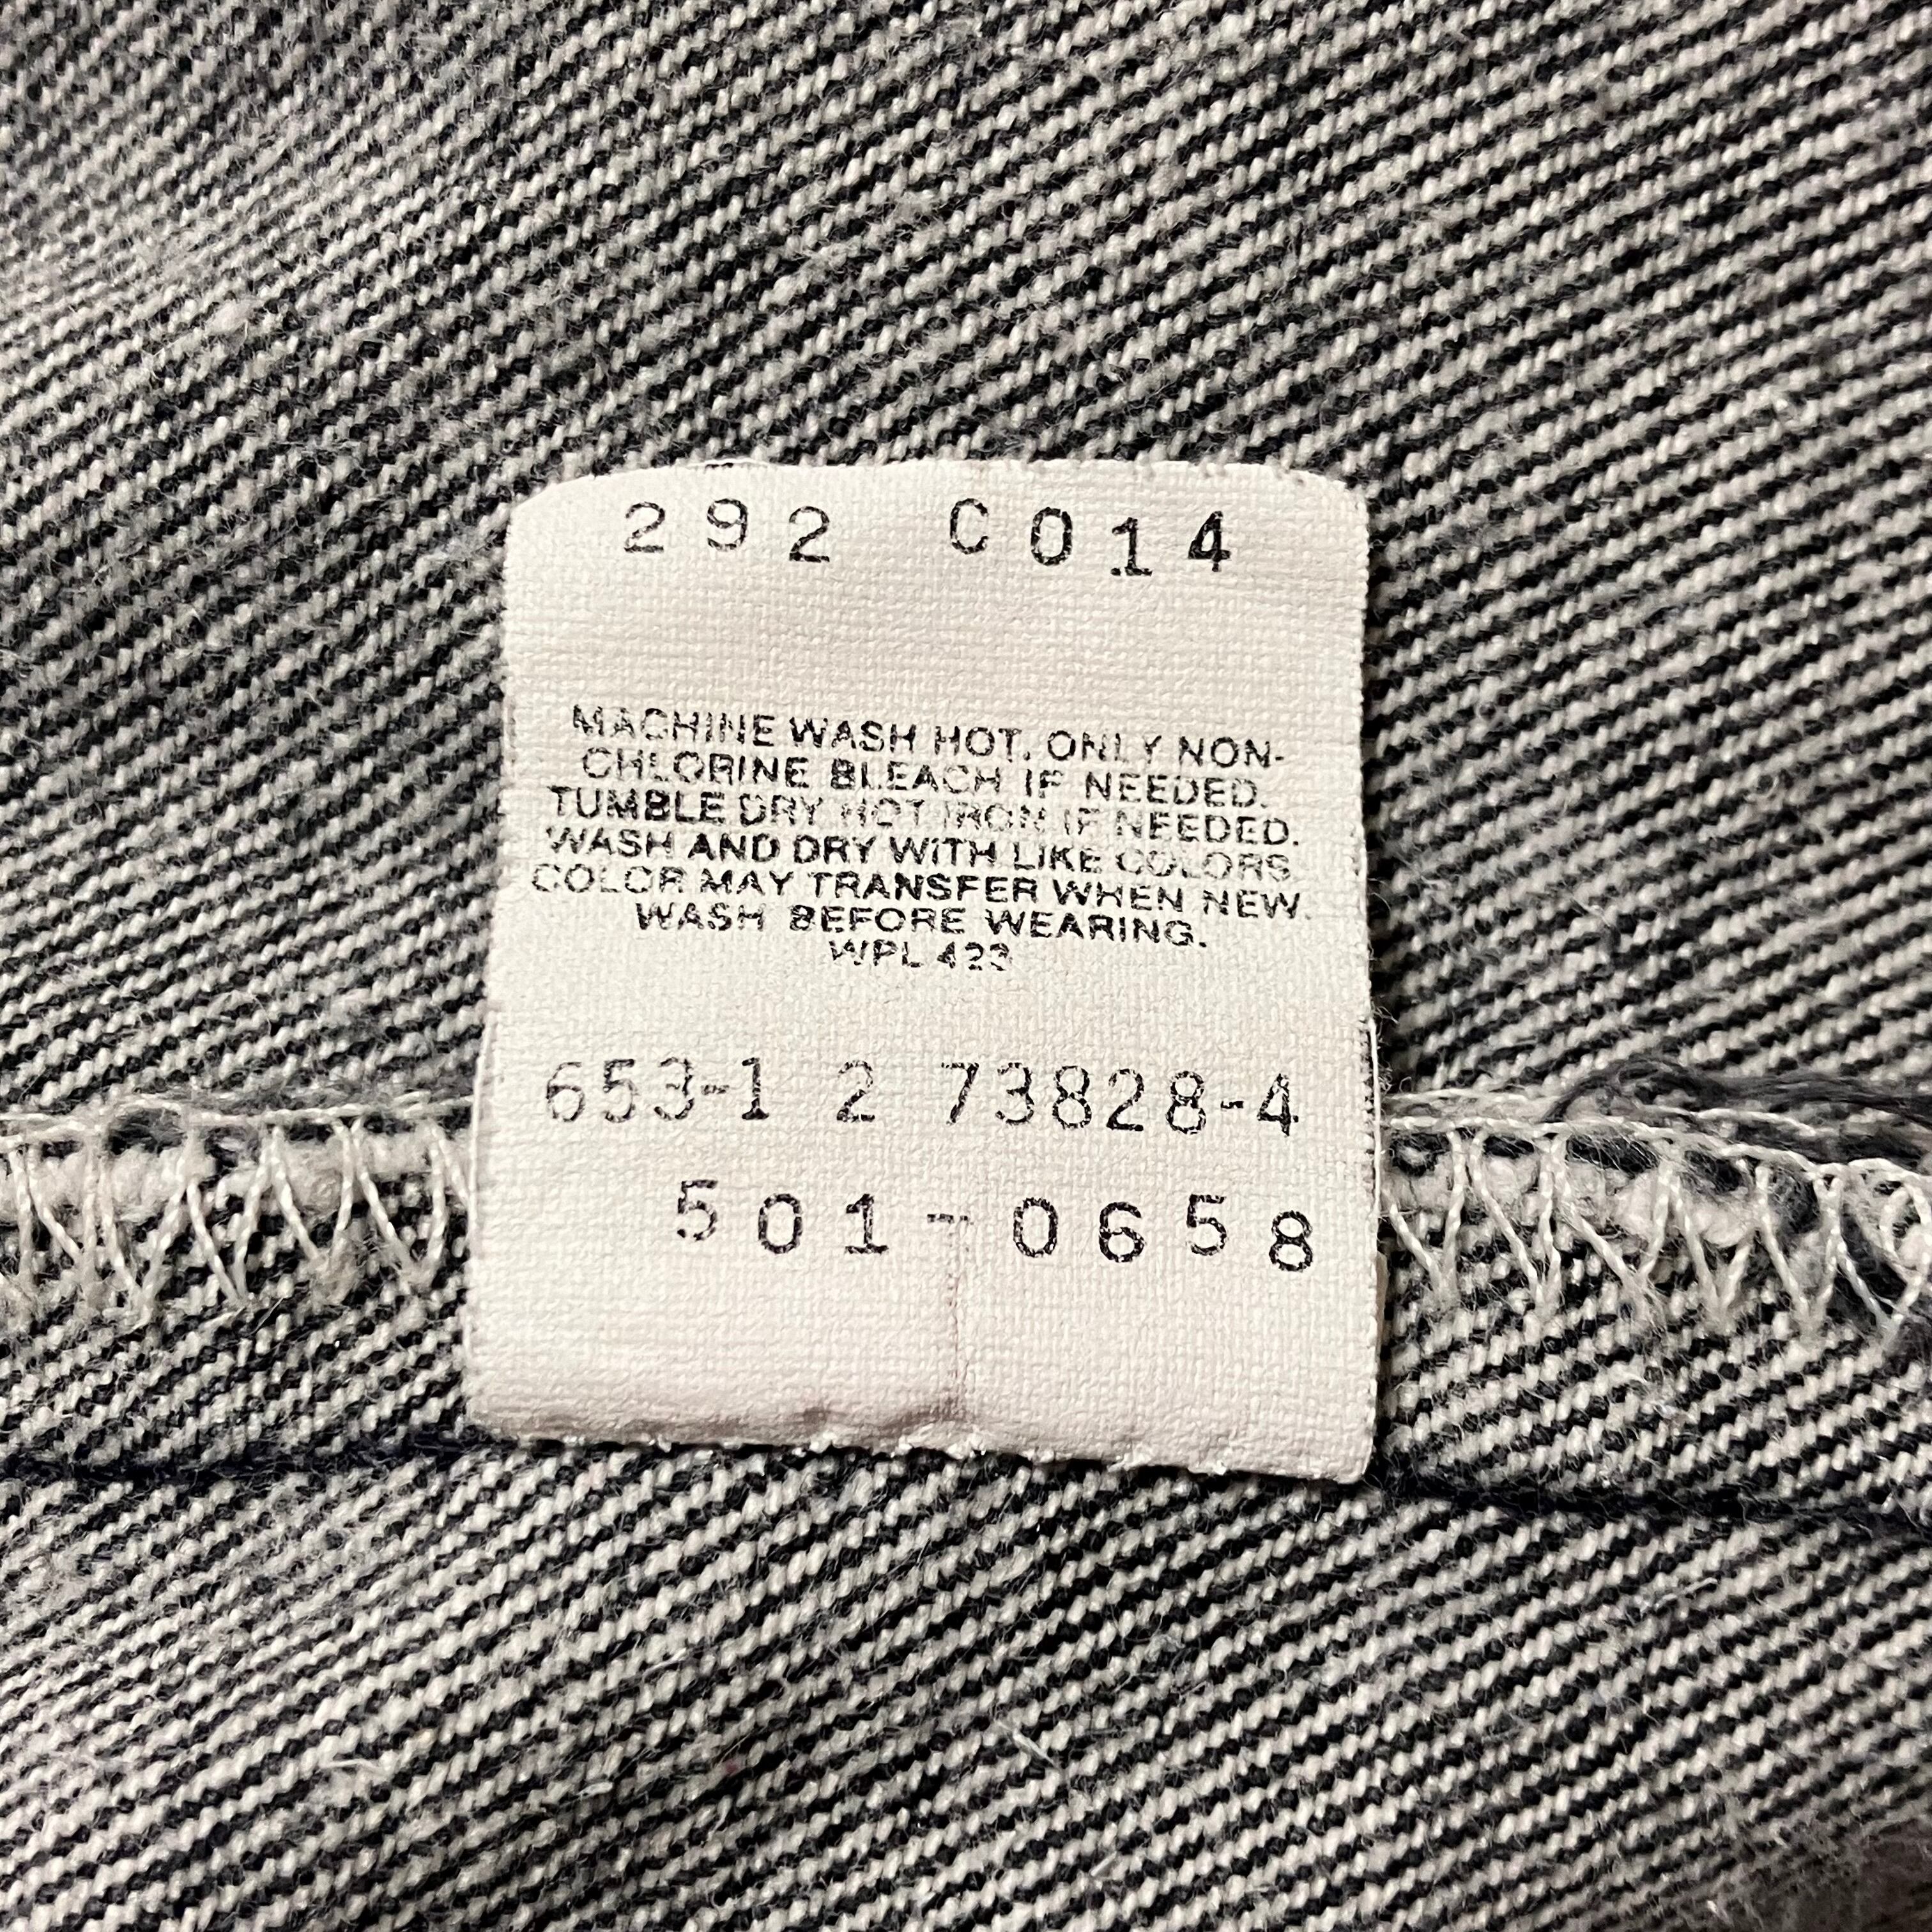 292 C014
MACHINE WASH HOT. ONLY NON-
CHLORINE BLEACH IF NEEDED.
TUMBLE DRY HOT IRON IF NEEDED.
WASH AND DRY WITH LIKE COLORS
COLOR MAY TRANSFER WHEN NEW.
WASH BEFORE WEARING.
WPL 423
653-1 2 73828-4
501-0658